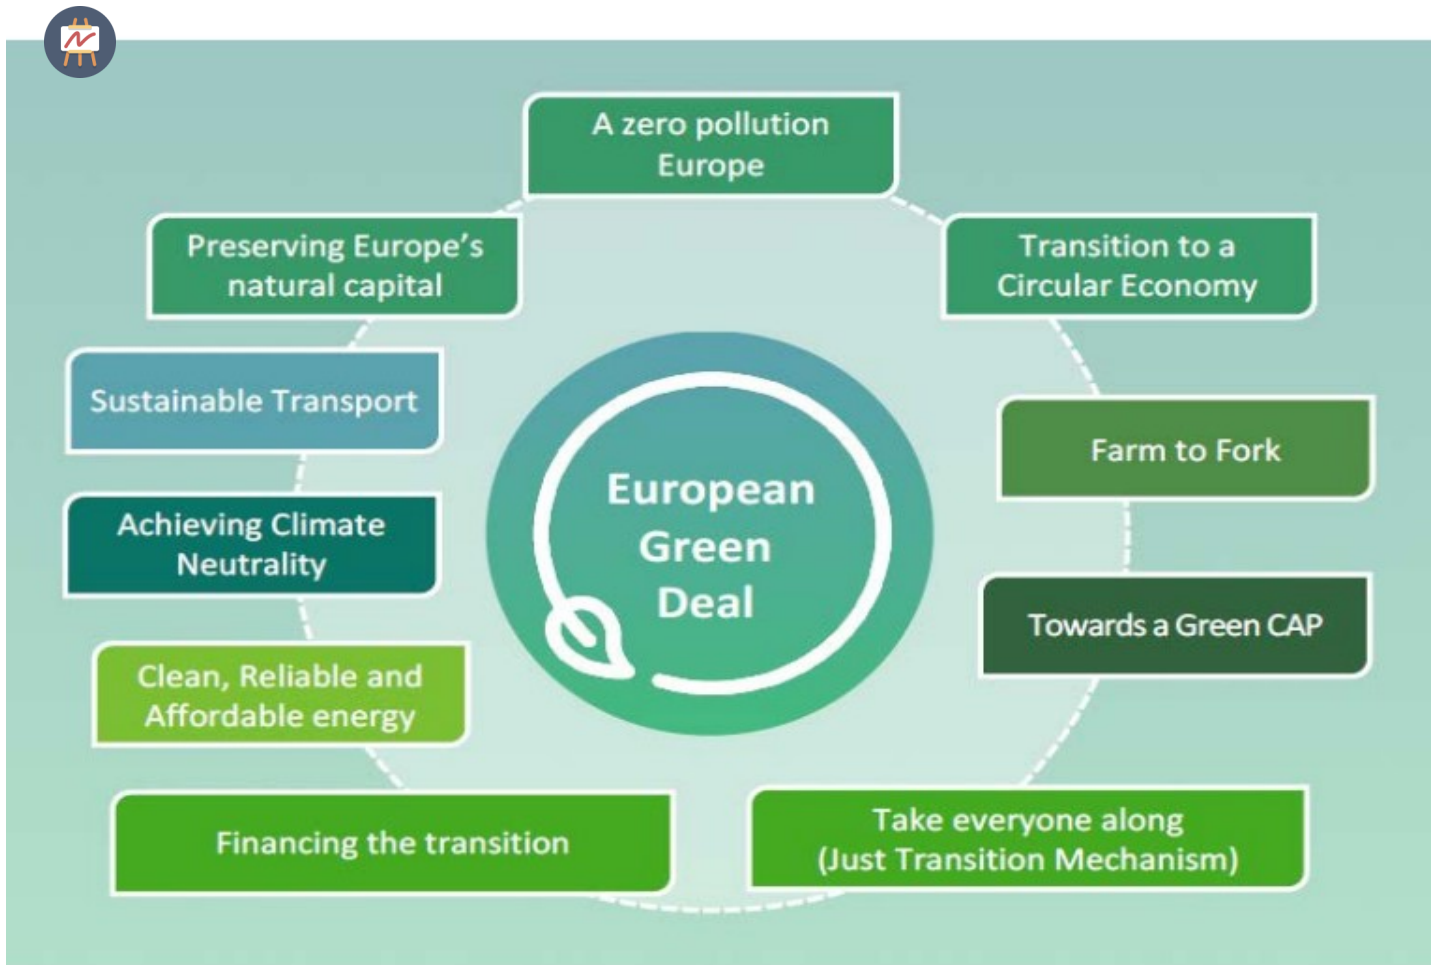 A zero pollution
Europe
Preserving Europe's
natural capital
Transition to a
Circular Economy
Sustainable Transport
Farm to Fork
European
Green
Deal
Achieving Climate
Neutrality
Towards a Green CAP
Clean, Reliable and
Affordable energy
Financing the transition
Take everyone along
(Just Transition Mechanism)